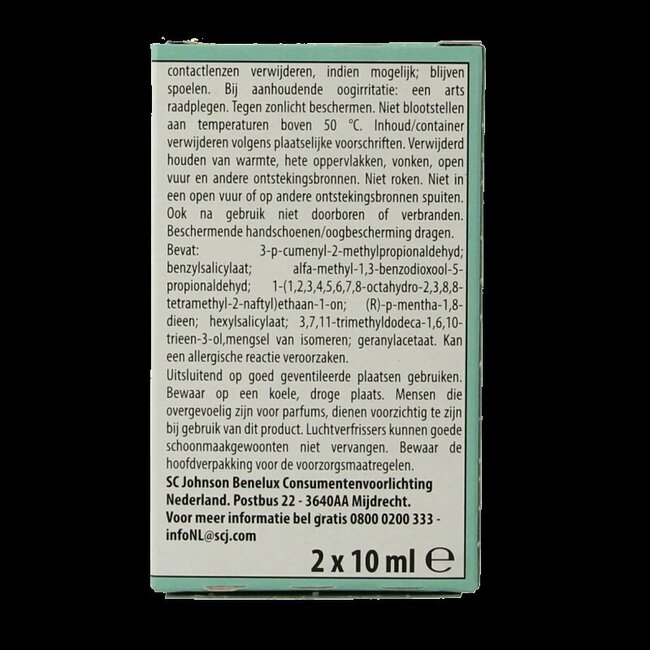 contactlenzen verwijderen, indien mogelijk; blijven
spoelen. Bij aanhoudende oogirritatie: een arts
raadplegen. Tegen zonlicht beschermen. Niet blootstellen
aan temperaturen boven 50 °C. Inhoud/container
verwijderen volgens plaatselijke voorschriften. Verwijderd
houden van warmte, hete oppervlakken, vonken, open
vuur en andere ontstekingsbronnen. Niet roken. Niet in
een open vuur of op andere ontstekingsbronnen spuiten.
Ook na gebruik niet doorboren of verbranden.
Beschermende handschoenen/oogbescherming dragen.
Bevat: 3-p-cumenyl-2-methylpropionaldehyd;
benzylsalicylaat; alfa-methyl-1,3-benzodioxool-5-
propionaldehyd; 1-(1,2,3,4,5,6,7,8-octahydro-2,3,8,8-
tetramethyl-2-naftyl)ethaan-1-on; (R)-p-mentha-1,8-
dieen; hexylsalicylaat; 3,7,11-trimethyldodeca-1,6,10-
trieen-3-ol,mengsel van isomeren; geranylacetaat. Kan
een allergische reactie veroorzaken.
Uitsluitend op goed geventileerde plaatsen gebruiken.
Bewaar op een koele, droge plaats. Mensen die
overgevoelig zijn voor parfums, dienen voorzichtig te zijn
bij gebruik van dit product. Luchtverfrissers kunnen goede
schoonmaakgewoonten niet vervangen. Bewaar de
hoofdverpakking voor de voorzorgsmaatregelen.
SC Johnson Benelux Consumentenvoorlichting
Nederland. Postbus 22 - 3640AA Mijdrecht.
Voor meer informatie bel gratis 0800 0200 333 -
infoNL@scj.com
2 x 10 ml ℮